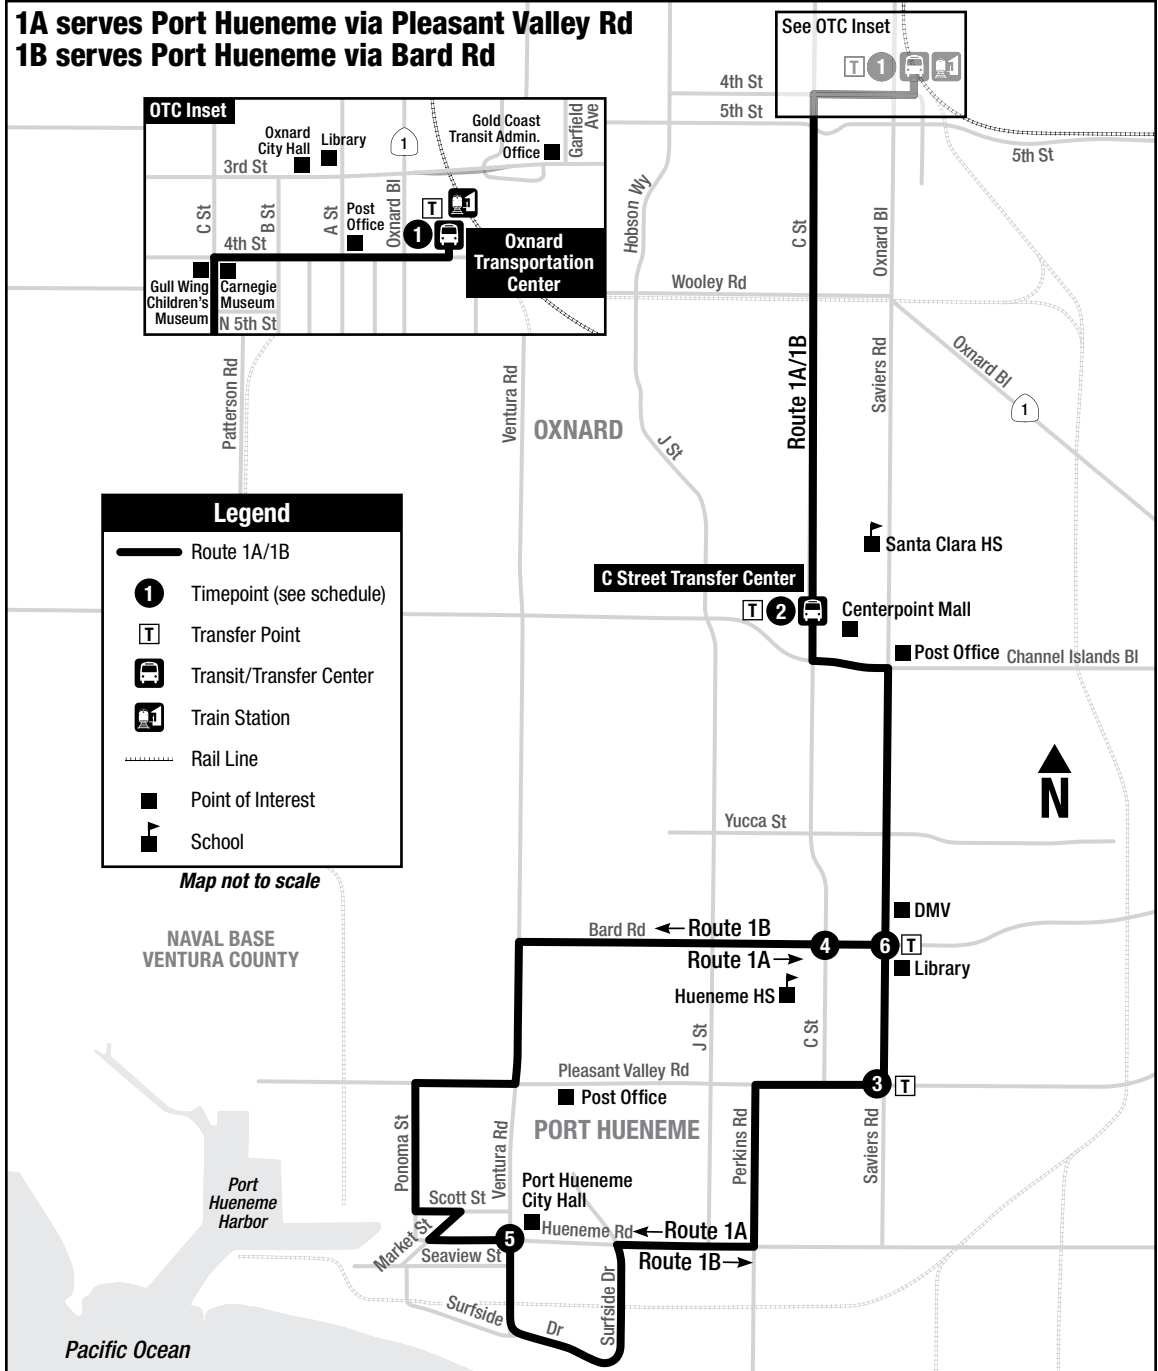 1A serves Port Hueneme via Pleasant Valley Rd
1B serves Port Hueneme via Bard Rd
See OTC Inset
T 1
4th St
5th St
5th St
OTC Inset
Oxnard
City Hall
Library
1
Gold Coast
Transit Admin.
Office
Garfield
Ave
3rd St
C St
B St
A St
Post
Office
Oxnard Bl
T
1
4th St
Oxnard
Transportation
Center
Gull Wing
Children's
Museum
Carnegie
Museum
N 5th St
Hobson Wy
C St
Oxnard Bl
Wooley Rd
Patterson Rd
Ventura Rd
OXNARD
J St
Route 1A/1B
Saviers Rd
Oxnard Bl
1
Legend
Route 1A/1B
1 Timepoint (see schedule)
T Transfer Point
Transit/Transfer Center
Train Station
Rail Line
Point of Interest
School
Map not to scale
Santa Clara HS
C Street Transfer Center
T 2
Centerpoint Mall
Post Office
Channel Islands Bl
N
Yucca St
NAVAL BASE
VENTURA COUNTY
DMV
Bard Rd
Route 1B
4
6
T
Route 1A
Library
Hueneme HS
J St
C St
Pleasant Valley Rd
3
T
Post Office
PORT HUENEME
Ponoma St
Ventura Rd
Perkins Rd
Saviers Rd
Port
Hueneme
Harbor
Scott St
Port Hueneme
City Hall
Market St
5
Hueneme Rd
Route 1A
Seaview St
Route 1B
Surfside
Dr
Surfside Dr
Pacific Ocean